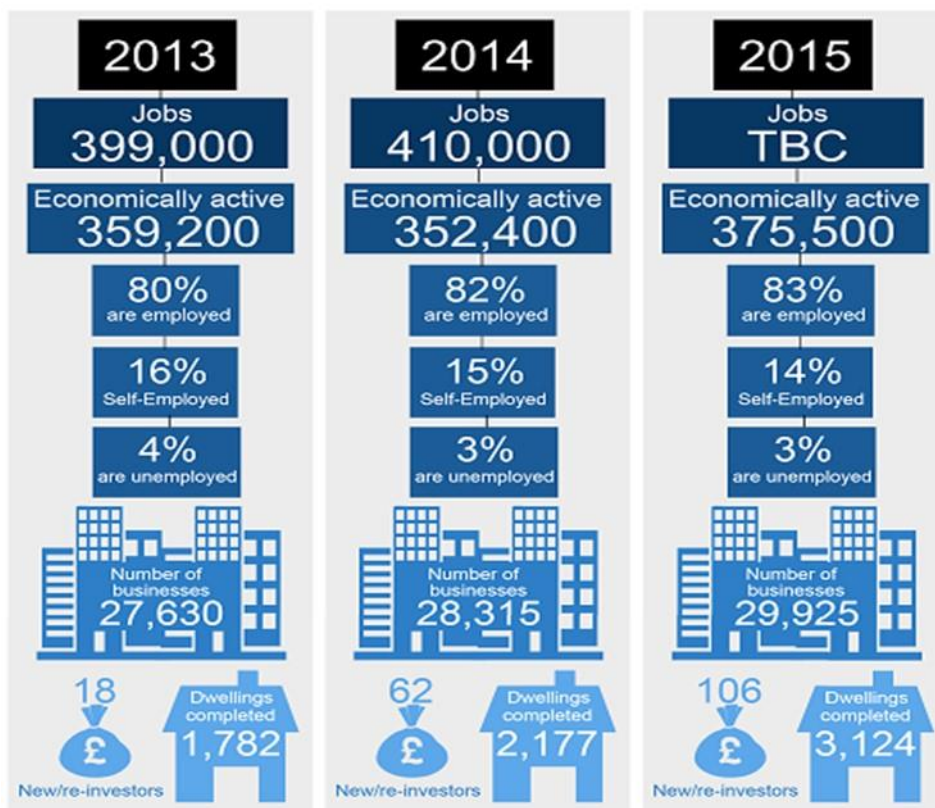 2013
Jobs
399,000
Economically active
359,200
80%
are employed
16%
Self-Employed
4%
are unemployed
Number of
businesses
27,630
18
£
New/re-investors
Dwellings
completed
1,782
2014
Jobs
410,000
Economically active
352,400
82%
are employed
15%
Self-Employed
3%
are unemployed
Number of
businesses
28,315
62
£
New/re-investors
Dwellings
completed
2,177
2015
Jobs
TBC
Economically active
375,500
83%
are employed
14%
Self-Employed
3%
are unemployed
Number of
businesses
29,925
106
£
New/re-investors
Dwellings
completed
3,124